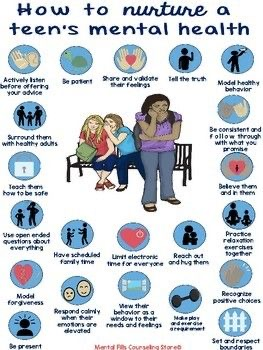 How to nurture a
teen's mental health
Actively listen
before offering
your advice
Be patient
Share and validate
their feelings
Tell the truth
Model healthy
behavior
Surround them
with healthy adults
Be consistent and
follow through
with what you
promise
Teach them
how to be safe
Believe them
and in them
Use open ended
questions about
everything
Have scheduled
family time
Limit electronic
time for everyone
Reach out
and hug them
Practice
relaxation
exercises
together
Model
forgiveness
Respond calmly
when their
emotions are
elevated
View their
behavior as a
window to their
needs and feelings
Make play
and exercise
a requirement
Recognize
positive choices
Be present
Set and respect
boundaries
Mental Fills Counseling Store©